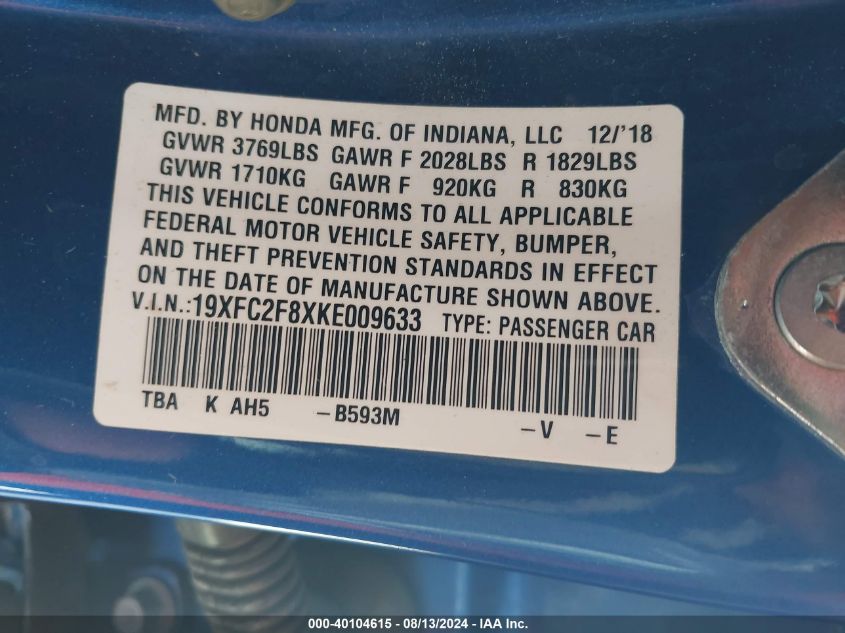 MFD. BY HONDA MFG. OF INDIANA, LLC 12/'18
GVWR 3769LBS GAWR F 2028LBS R 1829LBS
GVWR 1710KG GAWR F 920KG R 830KG
THIS VEHICLE CONFORMS TO ALL APPLICABLE
FEDERAL MOTOR VEHICLE SAFETY, BUMPER,
AND THEFT PREVENTION STANDARDS IN EFFECT
ON THE DATE OF MANUFACTURE SHOWN ABOVE.
V.I.N.:19XFC2F8XKE009633 TYPE: PASSENGER CAR
TBA K AH5 -B593M -V -E
000-40104615 - 08/13/2024 - IAA Inc.